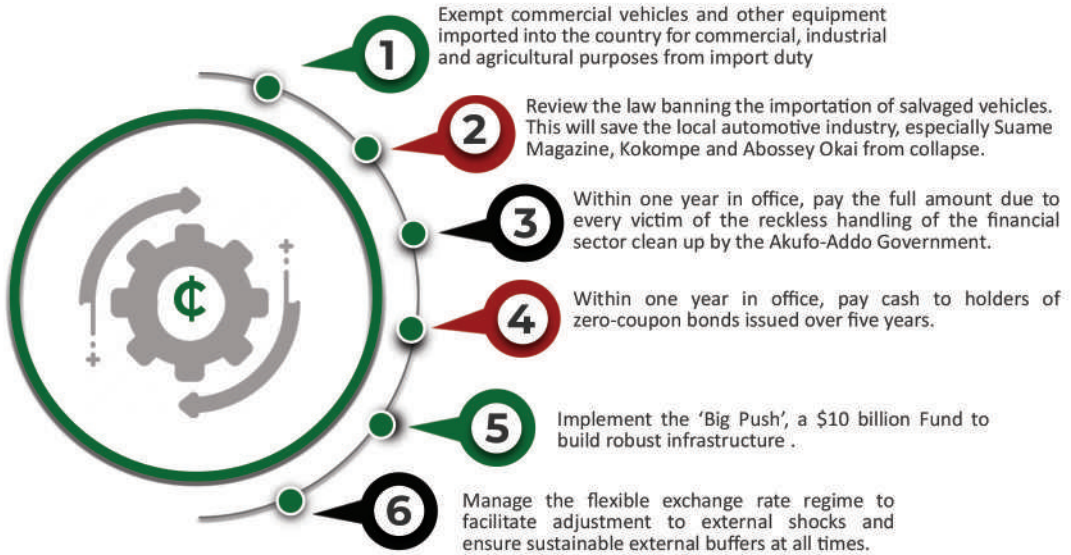 1
Exempt commercial vehicles and other equipment
imported into the country for commercial, industrial
and agricultural purposes from import duty
2
Review the law banning the importation of salvaged vehicles.
This will save the local automotive industry, especially Suame
Magazine, Kokompe and Abossey Okai from collapse.
3
Within one year in office, pay the full amount due to
every victim of the reckless handling of the financial
sector clean up by the Akufo-Addo Government.
4
Within one year in office, pay cash to holders of
zero-coupon bonds issued over five years.
5
Implement the ‘Big Push’, a $10 billion Fund to
build robust infrastructure .
6
Manage the flexible exchange rate regime to
facilitate adjustment to external shocks and
ensure sustainable external buffers at all times.
₵